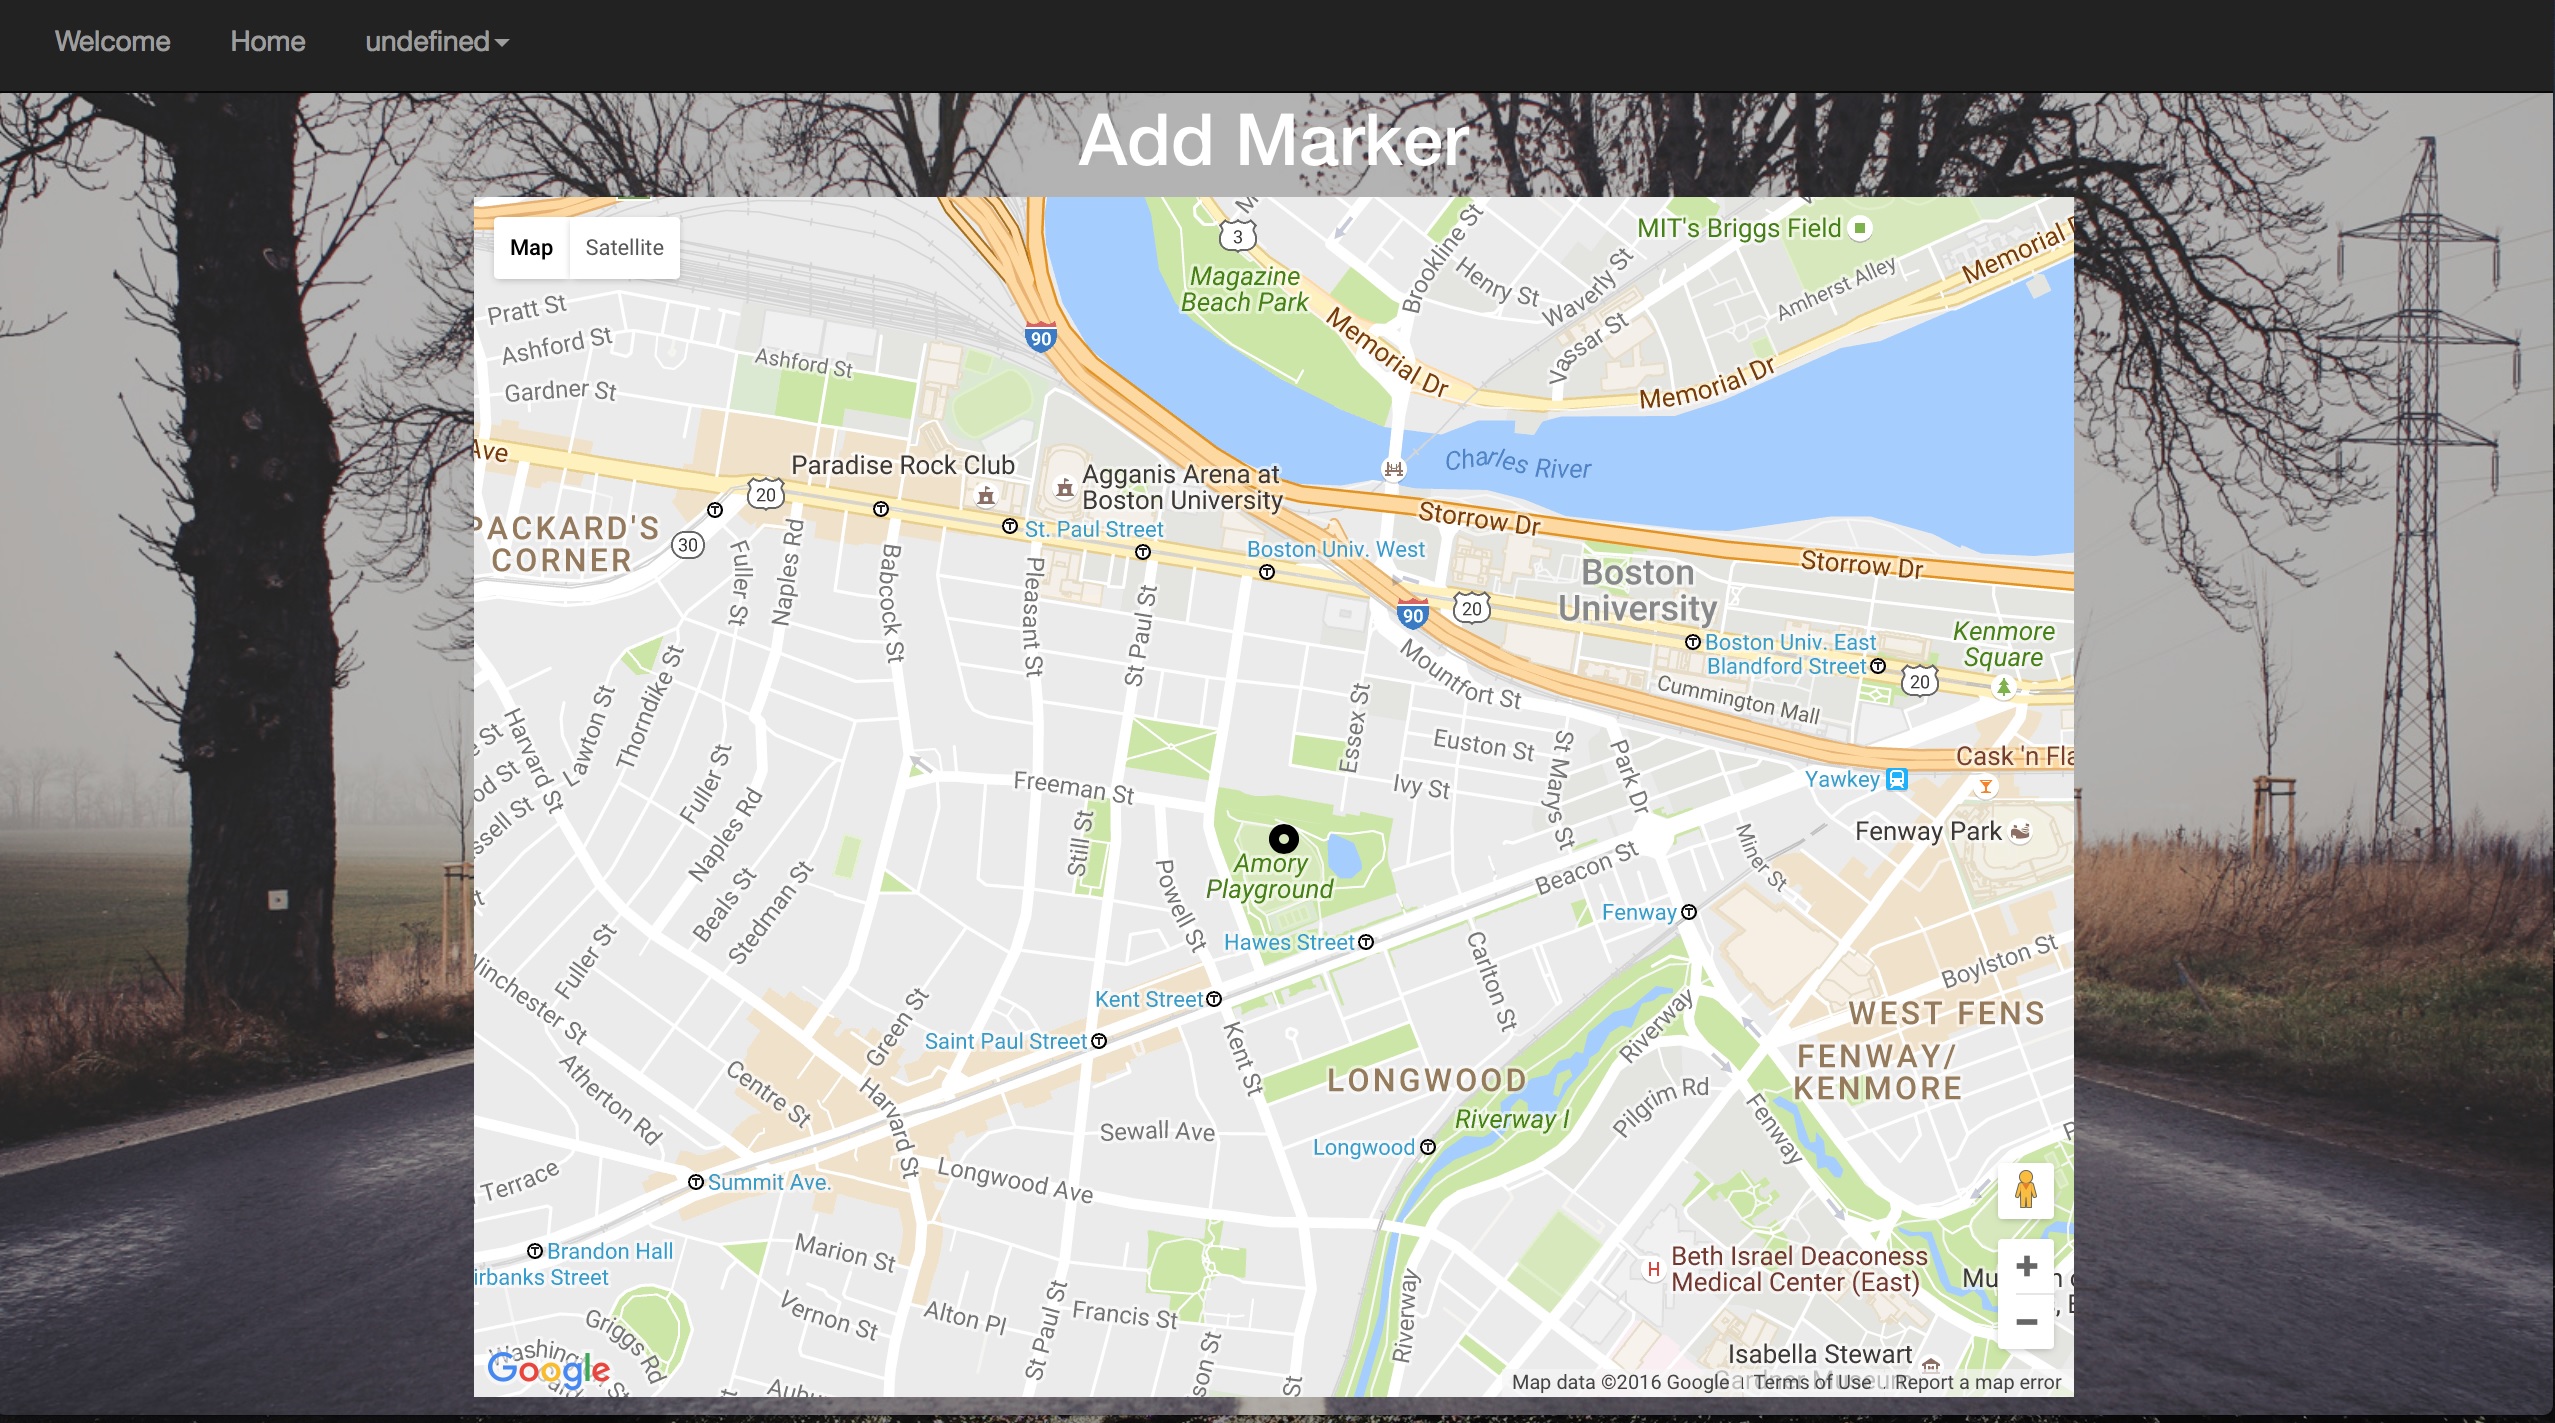 Welcome
Home
undefined
Add Marker
Map
Satellite
3
MIT's Briggs Field
Magazine
Beach Park
Brookline St
Henry St
Waverly St
Vassar St
Amherst Alley
Memorial
Memorial Dr
Memorial Dr
Pratt St
Ashford St
Gardner St
Ashford St
90
Ave
Paradise Rock Club
Agganis Arena at
Boston University
Charles River
20
30
PACKARD'S
CORNER
St. Paul Street
Boston Univ. West
Storrow Dr
Storrow Dr
Boston
University
90
20
Boston Univ. East
Blandford Street
20
Kenmore
Square
Fuller St
Naples Rd
Babcock St
Pleasant St
St Paul St
Mountfort St
Cummington Mall
Essex St
Euston St
Ivy St
St Marys St
Park Dr
Harvard St
Lawton St
Thorndike St
Fuller St
Naples Rd
Beals St
Stedman St
Freeman St
Still St
Powell St
Amory
Playground
Yawkey
Cask 'n Fla
Fenway Park
Miner St
Beacon St
Fenway
Hawes Street
Carlton St
Boylston St
Kent Street
Saint Paul Street
Kent St
Fuller St
Winchester St
Green St
Atherton Rd
Centre St
Harvard St
LONGWOOD
Riverway I
Riverway
Pilgrim Rd
WEST FENS
FENWAY/
KENMORE
Fenway
Sewall Ave
Longwood
Longwood Ave
Terrace
Summit Ave.
Brandon Hall
irbanks Street
Marion St
Vernon St
Alton Pl
Francis St
St Paul St
Griggs Rd
Riverway
H
Beth Israel Deaconess
Medical Center (East)
Isabella Stewart
Gardner Museum
Google
Map data ©2016 Google
Terms of Use
Report a map error